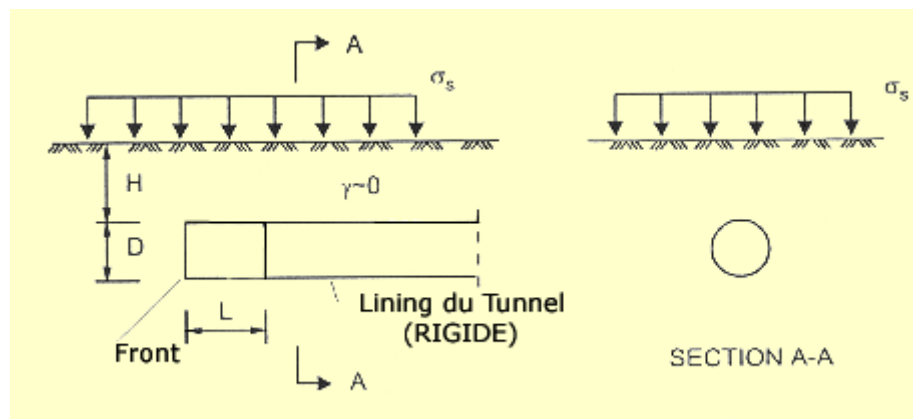 A
σs
σs
H
γ~0
D
L
Lining du Tunnel
(RIGIDE)
Front
A
SECTION A-A